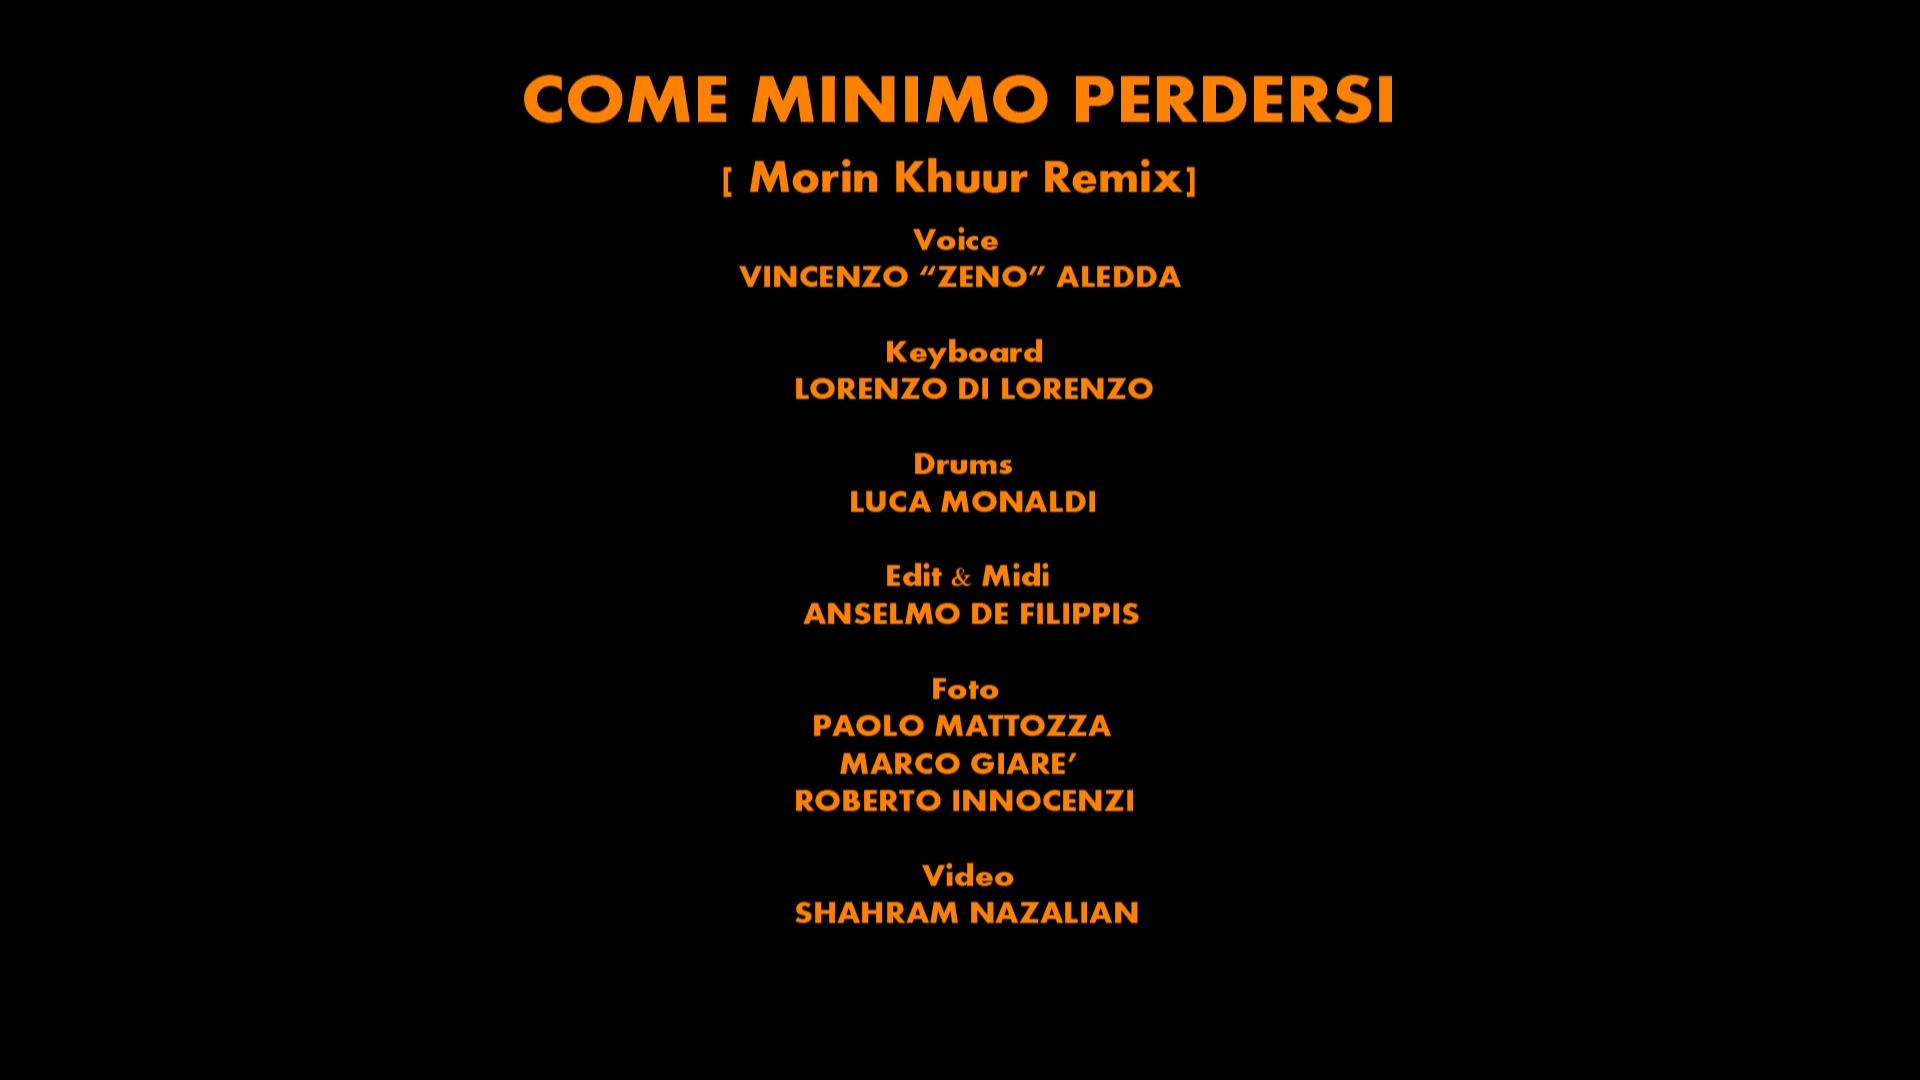 COME MINIMO PERDERSI
[ Morin Khuur Remix]
Voice
VINCENZO “ZENO” ALEDDA
Keyboard
LORENZO DI LORENZO
Drums
LUCA MONALDI
Edit & Midi
ANSELMO DE FILIPPIS
Foto
PAOLO MATTOZZA
MARCO GIARE’
ROBERTO INNOCENZI
Video
SHAHRAM NAZALIAN